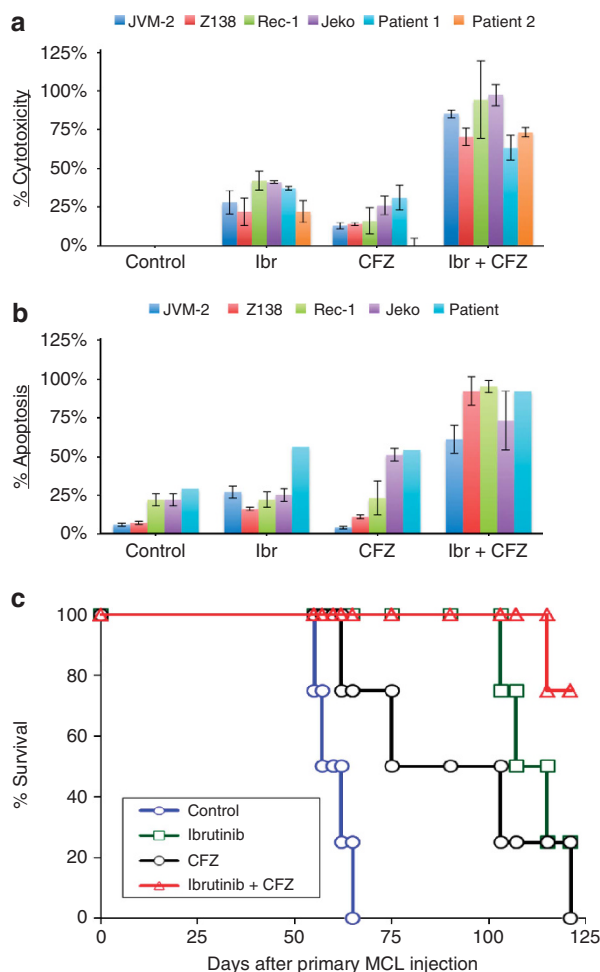 a
JVM-2 Z138 Rec-1 Jeko Patient 1 Patient 2
% Cytotoxicity
125%
100%
75%
50%
25%
0%
Control Ibr CFZ Ibr + CFZ
b
JVM-2 Z138 Rec-1 Jeko Patient
% Apoptosis
125%
100%
75%
50%
25%
0%
Control Ibr CFZ Ibr + CFZ
c
% Survival
100
80
60
40
20
0
Control
Ibrutinib
CFZ
Ibrutinib + CFZ
0 25 50 75 100 125
Days after primary MCL injection